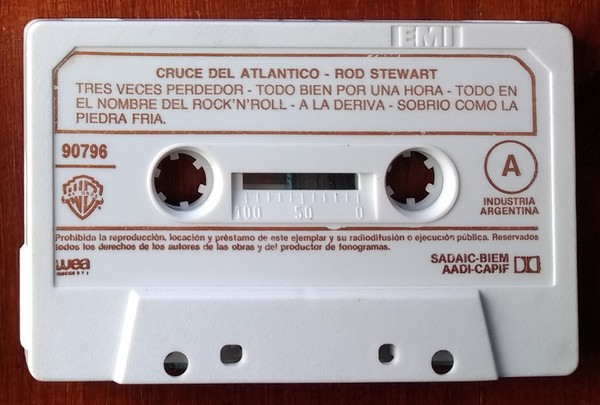 EMI
CRUCE DEL ATLANTICO - ROD STEWART
TRES VECES PERDEDOR - TODO BIEN POR UNA HORA - TODO EN
EL NOMBRE DEL ROCK'N'ROLL - A LA DERIVA - SOBRIO COMO LA
PIEDRA FRIA.
90796
A
INDUSTRIA
ARGENTINA
100 50 0
Prohibida la reproducción, locación y préstamo de este ejemplar y su radiodifusión o ejecución pública. Reservados
todos los derechos de los autores de las obras y del productor de fonogramas.
wea
SADAIC-BIEM
AADI-CAPIF